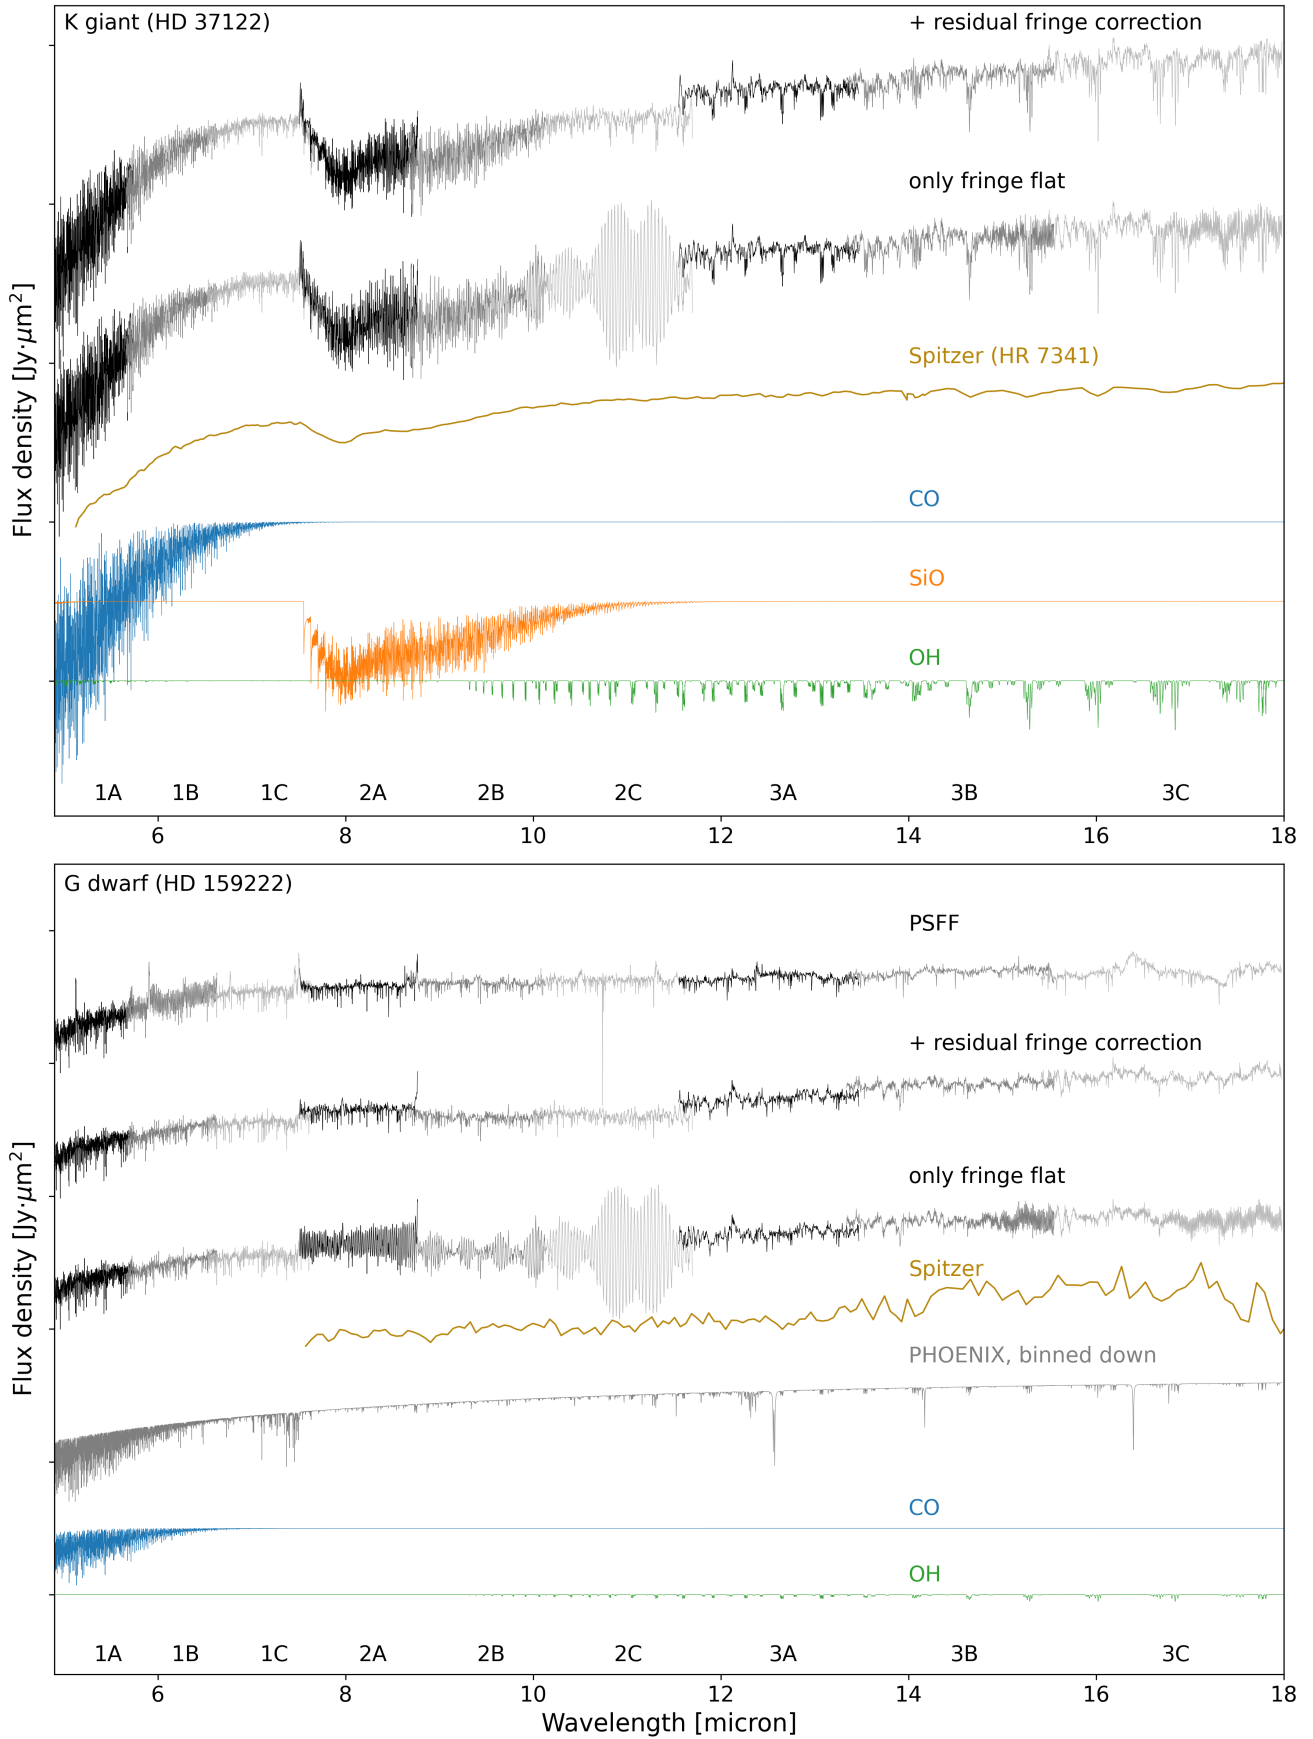 K giant (HD 37122)
+ residual fringe correction
only fringe flat
Spitzer (HR 7341)
CO
SiO
OH
Flux density [Jy·μm²]
1A 1B 1C 2A 2B 2C 3A 3B 3C
6 8 10 12 14 16 18
G dwarf (HD 159222)
PSFF
+ residual fringe correction
only fringe flat
Spitzer
PHOENIX, binned down
CO
OH
Flux density [Jy·μm²]
1A 1B 1C 2A 2B 2C 3A 3B 3C
6 8 10 12 14 16 18
Wavelength [micron]